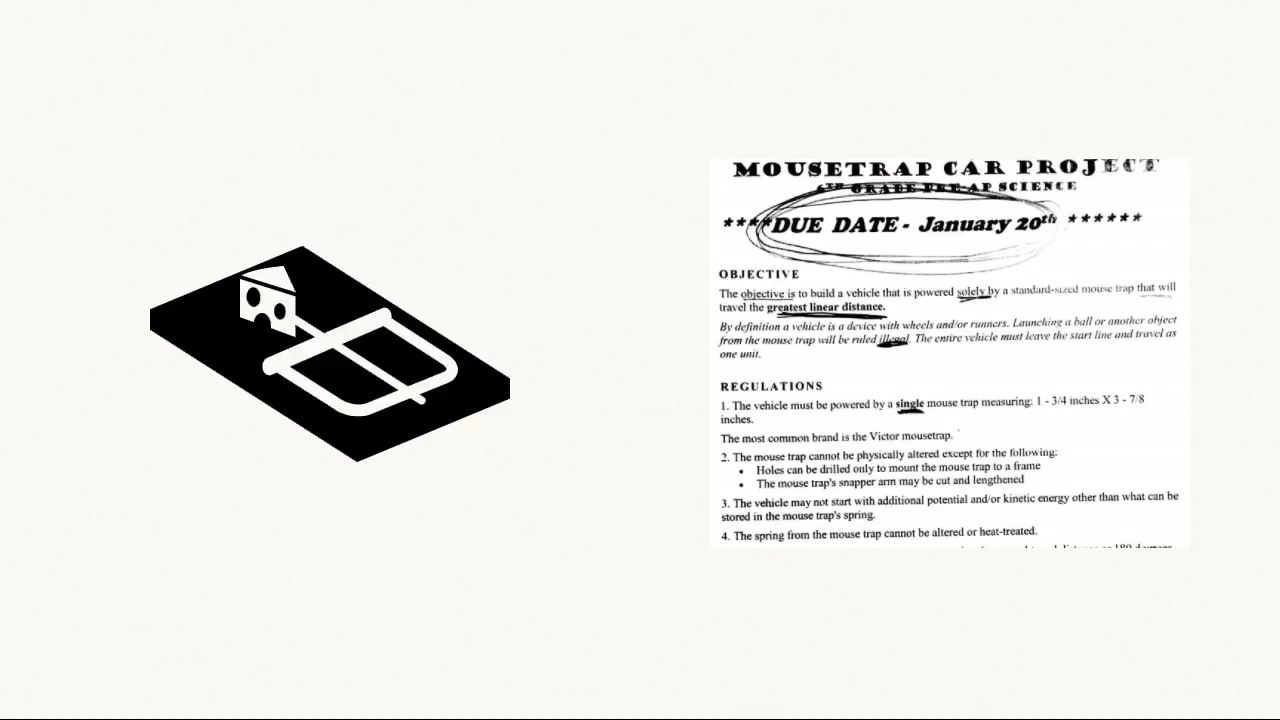 MOUSETRAP CAR PROJECT
6TH GRADE PRE-AP SCIENCE
****DUE DATE - January 20th ******
OBJECTIVE
The objective is to build a vehicle that is powered solely by a standard-sized mouse trap that will
travel the greatest linear distance.
By definition a vehicle is a device with wheels and/or runners. Launching a ball or another object
from the mouse trap will be ruled illegal. The entire vehicle must leave the start line and travel as
one unit.
REGULATIONS
1. The vehicle must be powered by a single mouse trap measuring: 1 - 3/4 inches X 3 - 7/8
inches.
The most common brand is the Victor mousetrap.
2. The mouse trap cannot be physically altered except for the following:
• Holes can be drilled only to mount the mouse trap to a frame
• The mouse trap's snapper arm may be cut and lengthened
3. The vehicle may not start with additional potential and/or kinetic energy other than what can be
stored in the mouse trap's spring.
4. The spring from the mouse trap cannot be altered or heat-treated.